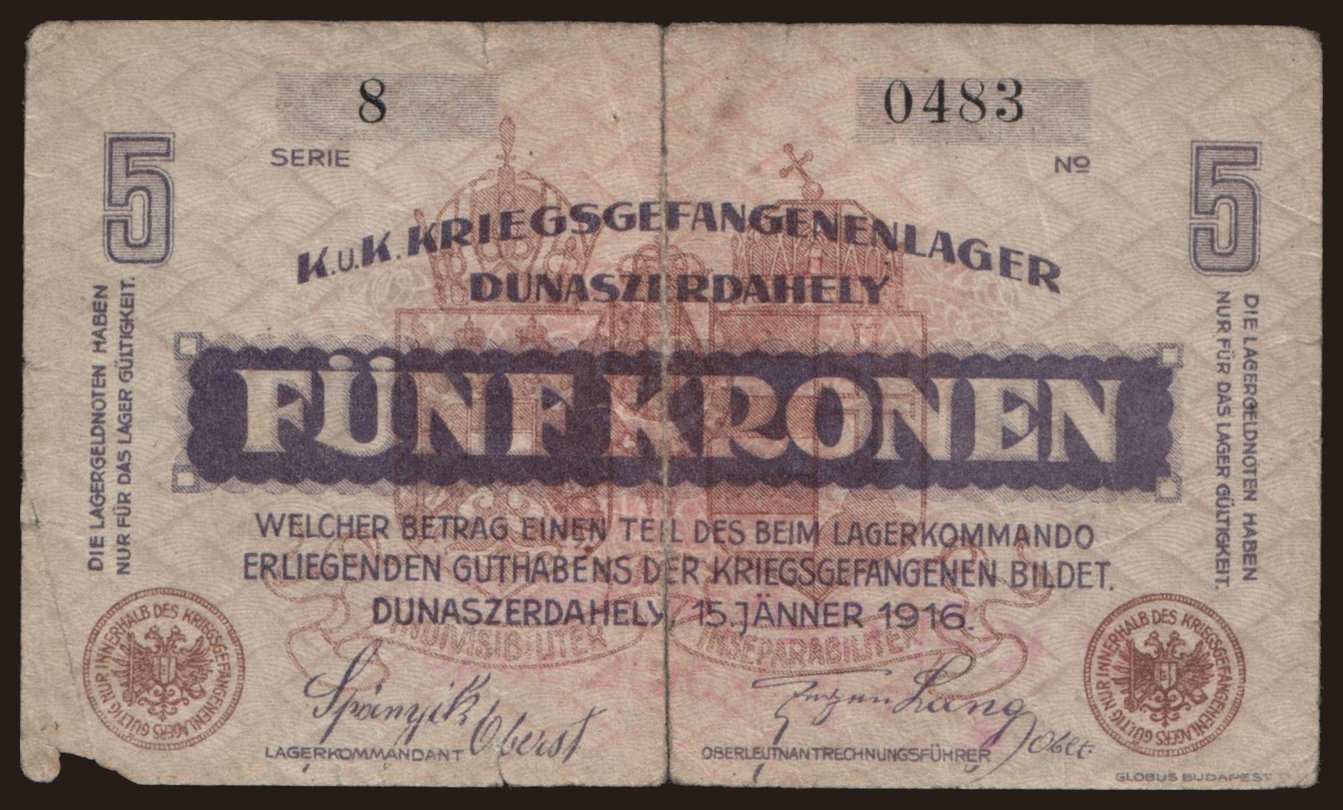 8
0483
SERIE
No
5
5
K.u.K. KRIEGSGEFANGENENLAGER
DUNASZERDAHELY
FÜNF KRONEN
WELCHER BETRAG EINEN TEIL DES BEIM LAGERKOMMANDO
ERLIEGENDEN GUTHABENS DER KRIEGSGEFANGENEN BILDET.
DUNASZERDAHELY, 15. JÄNNER 1916.
DIE LAGERGELDNOTEN HABEN
NUR FÜR DAS LAGER GÜLTIGKEIT.
DIE LAGERGELDNOTEN HABEN
NUR FÜR DAS LAGER GÜLTIGKEIT.
INDIVISIBILITER
INSEPARABILITER
GÜLTIG NUR INNERHALB DES KRIEGSGEFANGENENLAGERS
GÜLTIG NUR INNERHALB DES KRIEGSGEFANGENENLAGERS
Spányik Oberst
Lang Oblt.
LAGERKOMMANDANT
OBERLEUTNANTRECHNUNGSFÜHRER
GLOBUS BUDAPEST